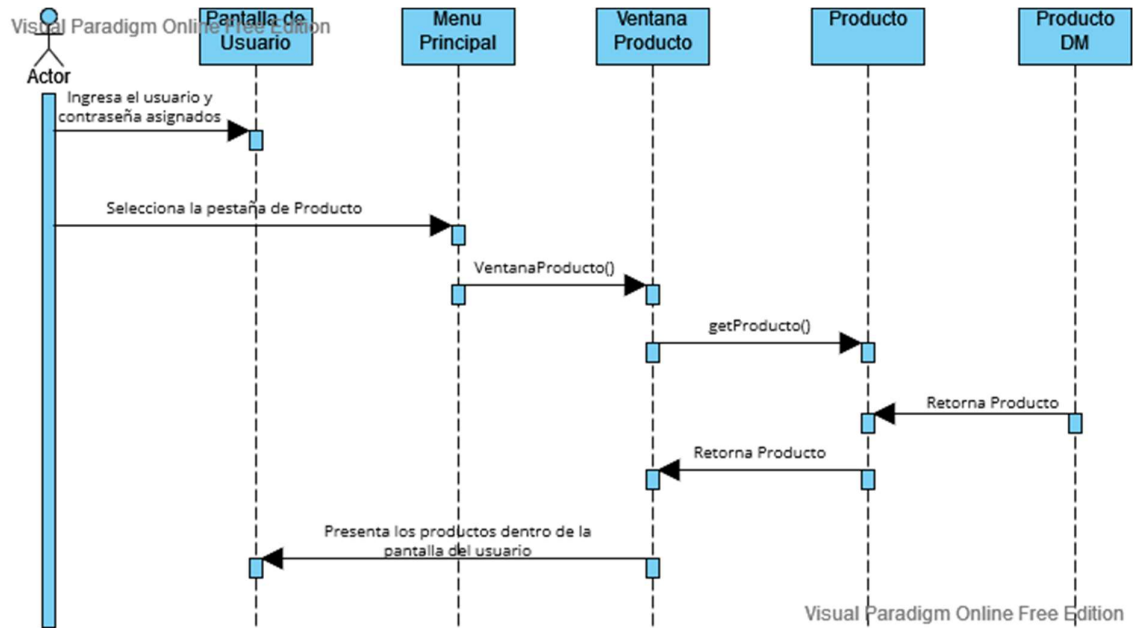 Visual Paradigm Online Free Edition
Actor
Pantalla de
Usuario
Menu
Principal
Ventana
Producto
Producto
Producto
DM
Ingresa el usuario y
contraseña asignados
Selecciona la pestaña de Producto
VentanaProducto()
getProducto()
Retorna Producto
Retorna Producto
Presenta los productos dentro de la
pantalla del usuario
Visual Paradigm Online Free Edition